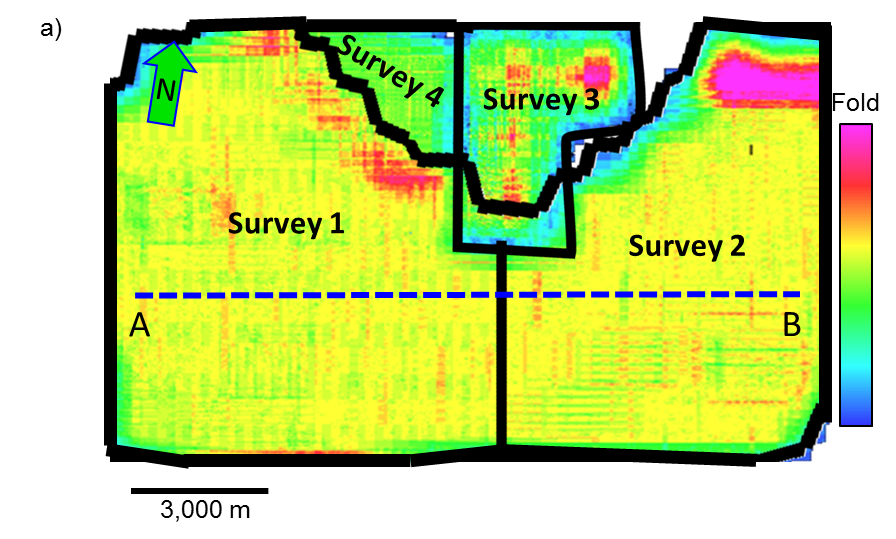 a)
N
Survey 4
Survey 3
Fold
Survey 1
Survey 2
A
B
3,000 m